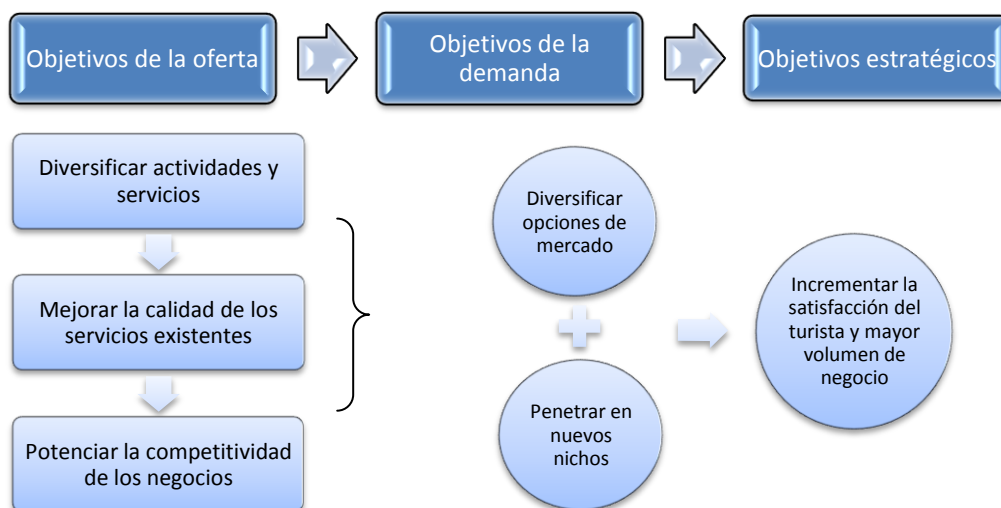 Objetivos de la oferta
Objetivos de la
demanda
Objetivos estratégicos
Diversificar actividades y
servicios
Mejorar la calidad de los
servicios existentes
Potenciar la competitividad
de los negocios
Diversificar
opciones de
mercado
Penetrar en
nuevos
nichos
Incrementar la
satisfacción del
turista y mayor
volumen de
negocio